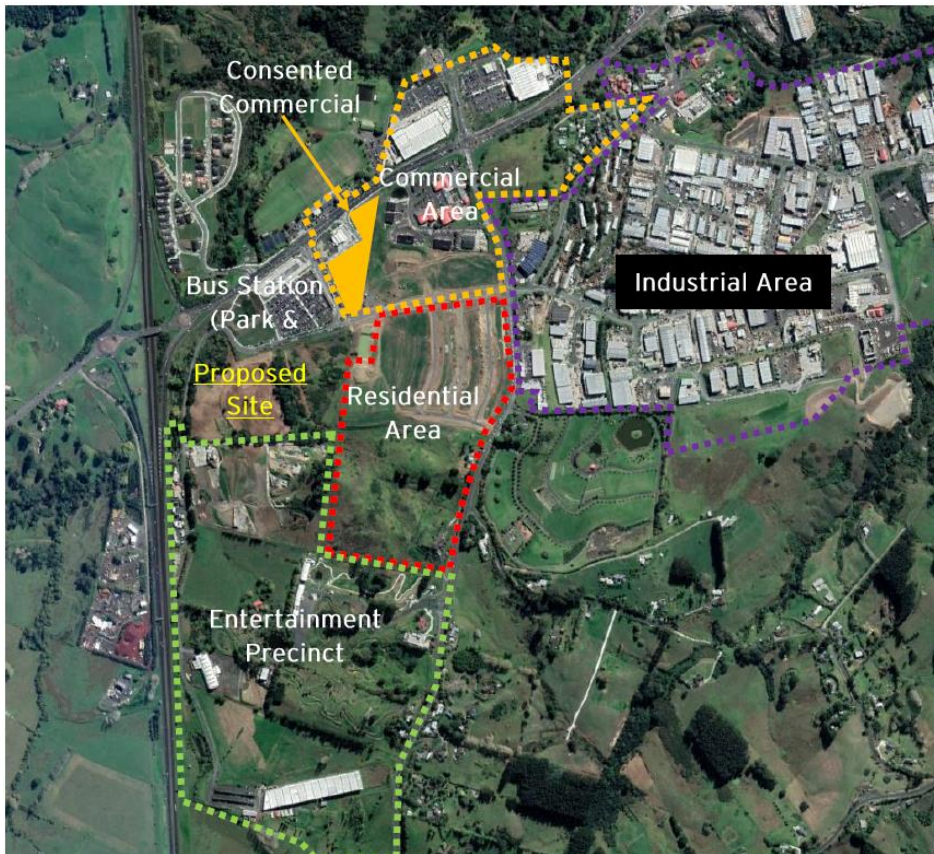 Consented
Commercial
Commercial
Area
Bus Station
(Park &
Industrial Area
Proposed
Site
Residential
Area
Entertainment
Precinct